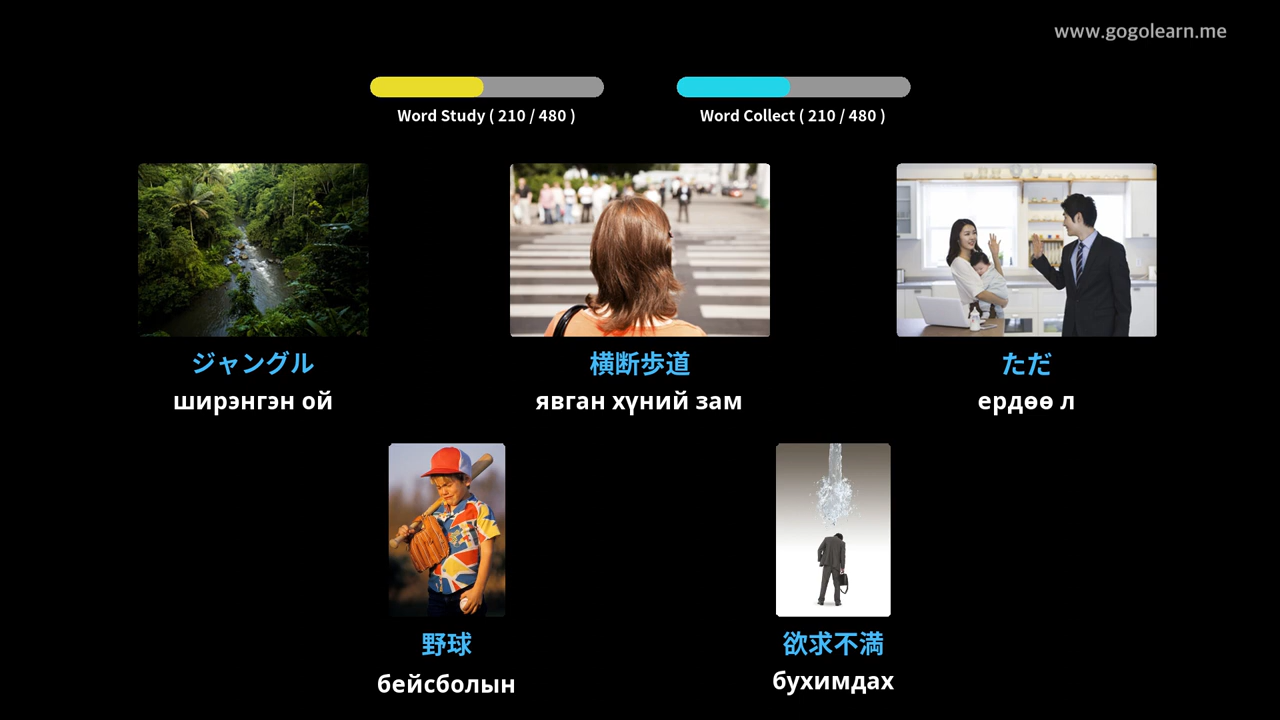 www.gogolearn.me
Word Study ( 210 / 480 )
Word Collect ( 210 / 480 )
ジャングル
ширэнгэн ой
横断歩道
явган хүний зам
ただ
ердөө л
野球
бейсболын
欲求不満
бухимдах